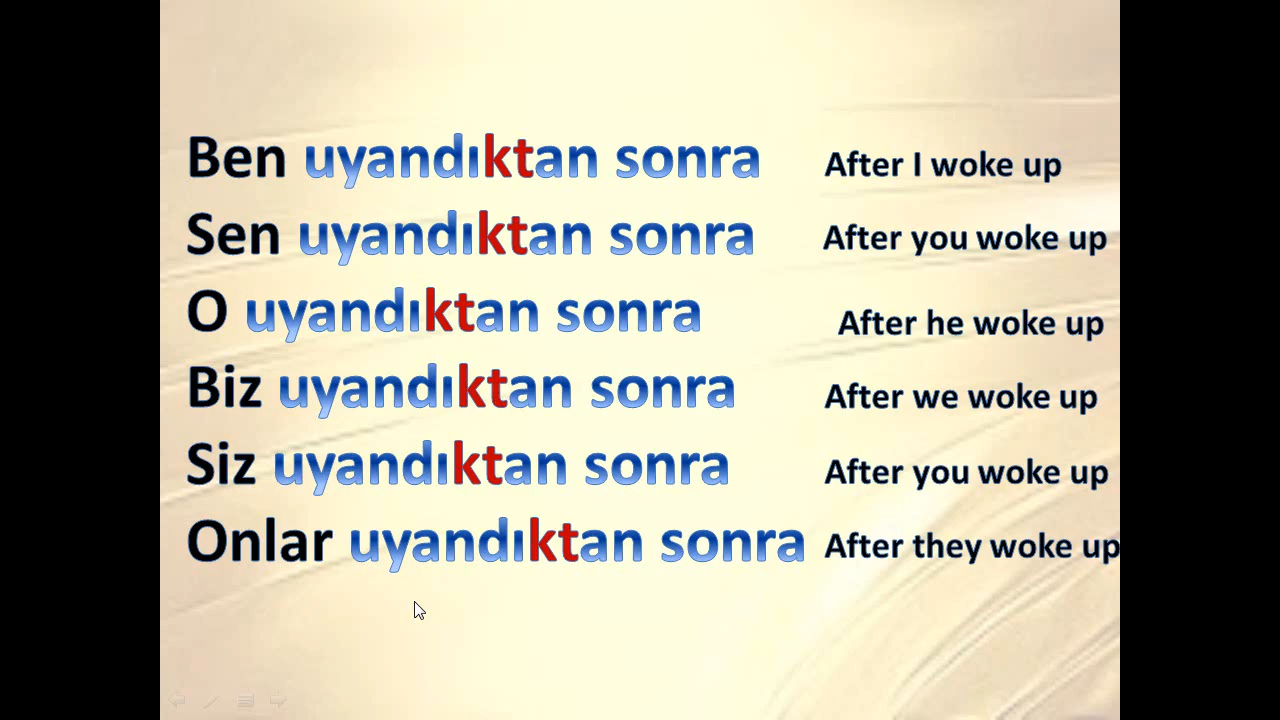 Ben uyandıktan sonra After I woke up
Sen uyandıktan sonra After you woke up
O uyandıktan sonra After he woke up
Biz uyandıktan sonra After we woke up
Siz uyandıktan sonra After you woke up
Onlar uyandıktan sonra After they woke up